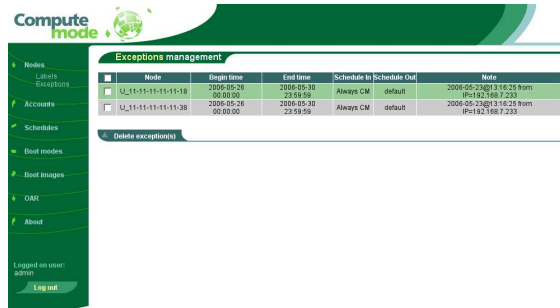 Compute
mode
Exceptions management
Nodes
Labels
Exceptions
Accounts
Schedules
Boot modes
Boot images
OAR
About
Logged on user:
admin
Log out
Node Begin time End time Schedule In Schedule Out Note
U_11-11-11-11-11-18 2006-05-26 00:00:00 2006-05-30 23:59:59 Always CM default 2006-05-23@13:16:25 from IP=192.168.7.233
U_11-11-11-11-11-3B 2006-05-26 00:00:00 2006-05-30 23:59:59 Always CM default 2006-05-23@13:16:25 from IP=192.168.7.233
Delete exception(s)